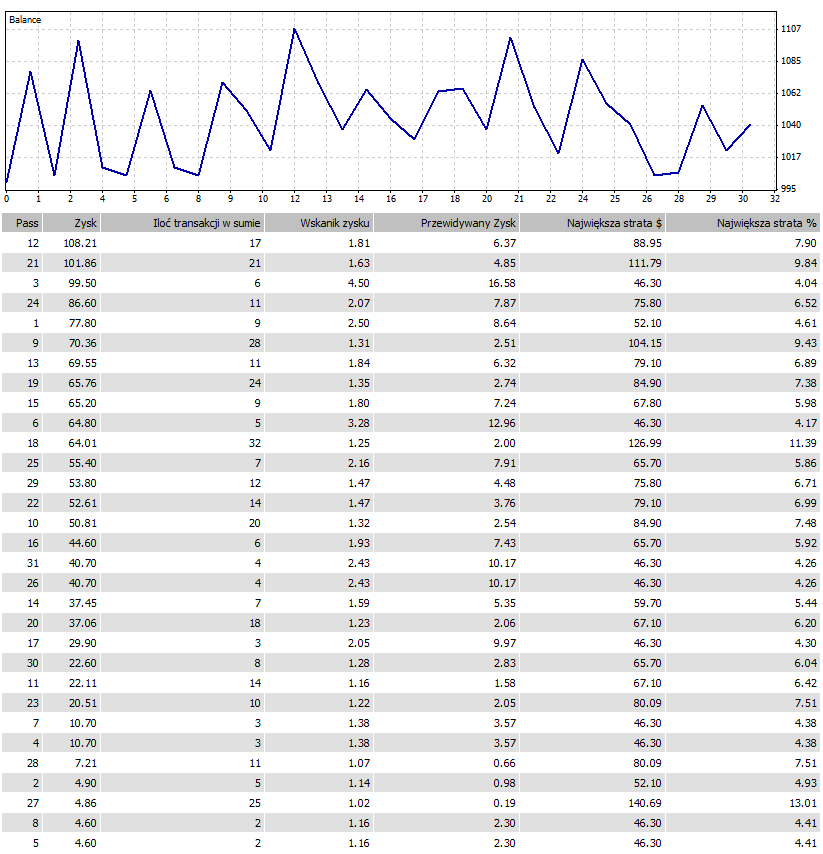 Balance
1107
1085
1062
1040
1017
995
0 1 2 4 5 6 8 9 10 12 13 14 15 17 18 19 21 22 23 24 26 27 28 30 32
Pass Zysk Iloć transakcji w sumie Wskanik zysku Przewidywany Zysk Największa strata $ Największa strata %
12 108.21 17 1.81 6.37 88.95 7.90
21 101.86 21 1.63 4.85 111.79 9.84
3 99.50 6 4.50 16.58 46.30 4.04
24 86.60 11 2.07 7.87 75.80 6.52
1 77.80 9 2.50 8.64 52.10 4.61
9 70.36 28 1.31 2.51 104.15 9.43
13 69.55 11 1.84 6.32 79.10 6.89
19 65.76 24 1.35 2.74 84.90 7.38
15 65.20 9 1.80 7.24 67.80 5.98
6 64.80 5 3.28 12.96 46.30 4.17
18 64.01 32 1.25 2.00 126.99 11.39
25 55.40 7 2.16 7.91 65.70 5.86
29 53.80 12 1.47 4.48 75.80 6.71
22 52.61 14 1.47 3.76 79.10 6.99
10 50.81 20 1.32 2.54 84.90 7.48
16 44.60 6 1.93 7.43 65.70 5.92
31 40.70 4 2.43 10.17 46.30 4.26
26 40.70 4 2.43 10.17 46.30 4.26
14 37.45 7 1.59 5.35 59.70 5.44
20 37.06 18 1.23 2.06 67.10 6.20
17 29.90 3 2.05 9.97 46.30 4.30
30 22.60 8 1.28 2.83 65.70 6.04
11 22.11 14 1.16 1.58 67.10 6.42
23 20.51 10 1.22 2.05 80.09 7.51
7 10.70 3 1.38 3.57 46.30 4.38
4 10.70 3 1.38 3.57 46.30 4.38
28 7.21 11 1.07 0.66 80.09 7.51
2 4.90 5 1.14 0.98 52.10 4.93
27 4.86 25 1.02 0.19 140.69 13.01
8 4.60 2 1.16 2.30 46.30 4.41
5 4.60 2 1.16 2.30 46.30 4.41